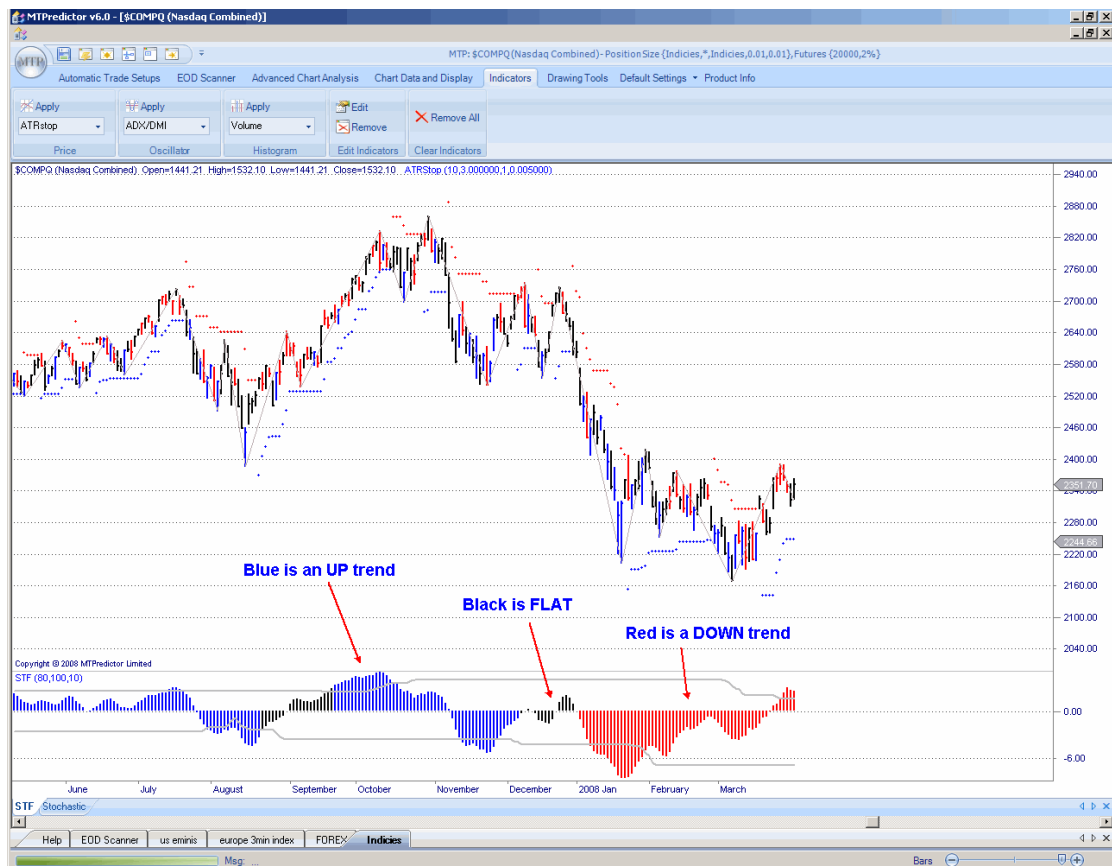 MTPredictor v6.0 - [$COMPQ (Nasdaq Combined)]
MTP: $COMPQ(Nasdaq Combined)- PositionSize {Indicies,*,Indicies,0.01,0.01},Futures {20000,2%}
MTP
Automatic Trade Setups EOD Scanner Advanced Chart Analysis Chart Data and Display Indicators Drawing Tools Default Settings Product Info
Apply Apply Apply Edit
Remove All
ATRstop ADX/DMI Volume Remove
Price Oscillator Histogram Edit Indicators Clear Indicators
$COMPQ (Nasdaq Combined) Open=1441.21 High=1532.10 Low=1441.21 Close=1532.10 ATRStop (10,3.000000,1,0.005000)
2940.00
2880.00
2820.00
2760.00
2700.00
2640.00
2580.00
2520.00
2460.00
2400.00
2351.70
2340.00
2280.00
2244.66
2220.00
2160.00
2100.00
2040.00
Blue is an UP trend
Black is FLAT
Red is a DOWN trend
Copyright @ 2008 MTPredictor Limited
STF (80,100,10)
0.00
-6.00
June July August September October November December 2008 Jan February March
STF Stochastic
Help EOD Scanner us eminis europe 3min index FOREX Indicies
Msg: ...
Bars